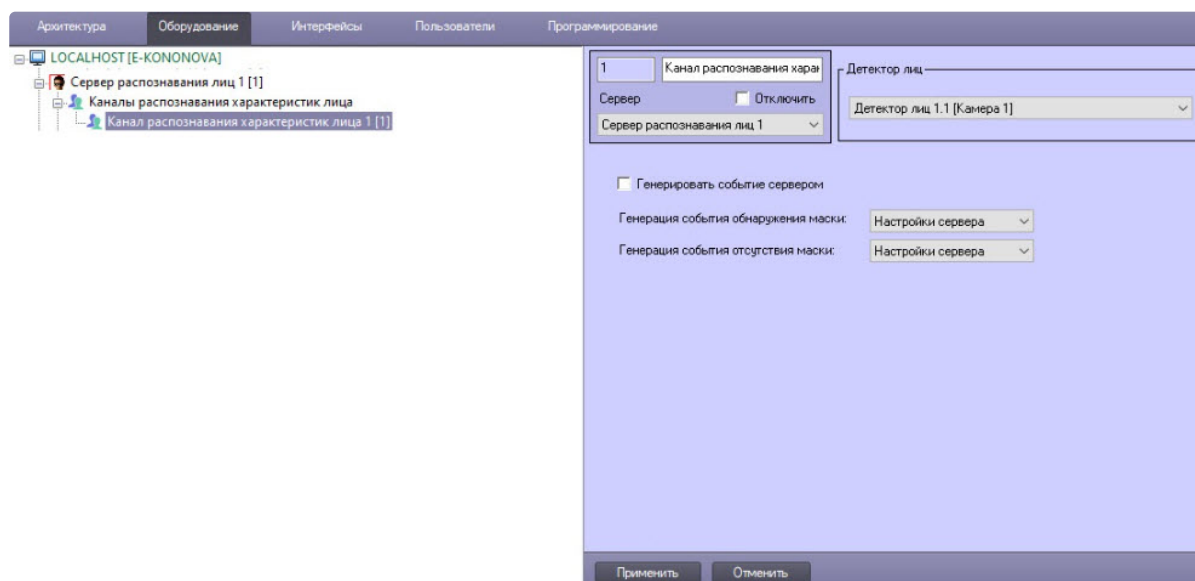 Архитектура Оборудование Интерфейсы Пользователи Программирование
LOCALHOST [E-KONONOVA]
Сервер распознавания лиц 1 [1]
Каналы распознавания характеристик лица
Канал распознавания характеристик лица 1 [1]
1 Канал распознавания харак
Сервер Отключить
Сервер распознавания лиц 1
Детектор лиц
Детектор лиц 1.1 [Камера 1]
Генерировать событие сервером
Генерация события обнаружения маски: Настройки сервера
Генерация события отсутствия маски: Настройки сервера
Применить Отменить